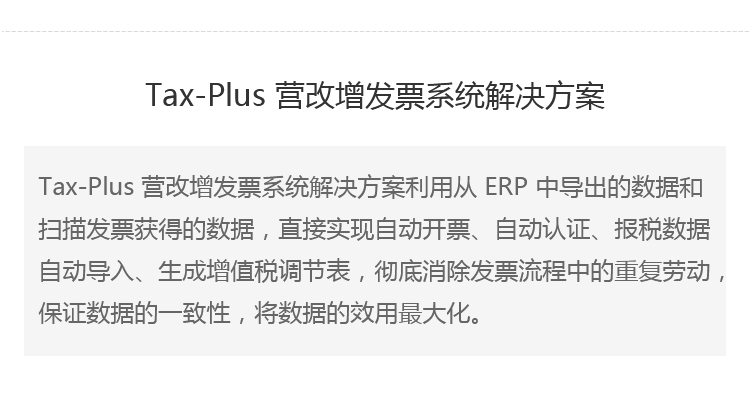 Tax-Plus 营改增发票系统解决方案
Tax-Plus 营改增发票系统解决方案利用从 ERP 中导出的数据和
扫描发票获得的数据，直接实现自动开票、自动认证、报税数据
自动导入、生成增值税调节表，彻底消除发票流程中的重复劳动，
保证数据的一致性，将数据的效用最大化。